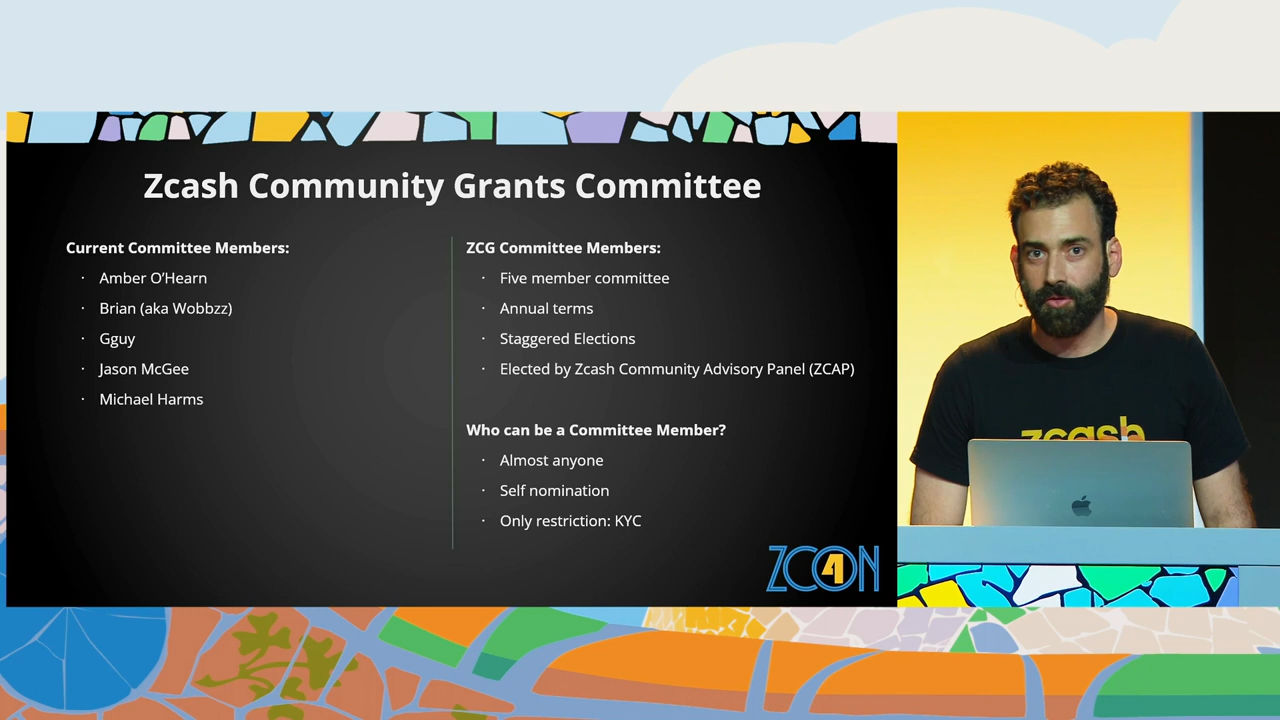 Zcash Community Grants Committee
Current Committee Members:
· Amber O’Hearn
· Brian (aka Wobbzz)
· Gguy
· Jason McGee
· Michael Harms
ZCG Committee Members:
· Five member committee
· Annual terms
· Staggered Elections
· Elected by Zcash Community Advisory Panel (ZCAP)
Who can be a Committee Member?
· Almost anyone
· Self nomination
· Only restriction: KYC
ZCON4
zcash